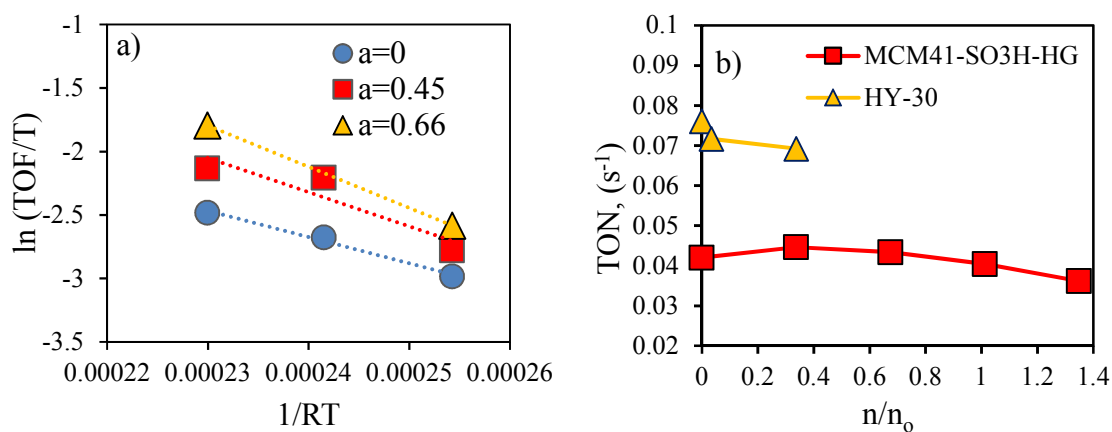 a)
a=0
a=0.45
a=0.66
-1
-1.5
-2
-2.5
-3
-3.5
ln (TOF/T)
0.00022 0.00023 0.00024 0.00025 0.00026
1/RT
b)
MCM41-SO3H-HG
HY-30
0.1
0.09
0.08
0.07
0.06
0.05
0.04
0.03
0.02
TON, (s-1)
0 0.2 0.4 0.6 0.8 1 1.2 1.4
n/no